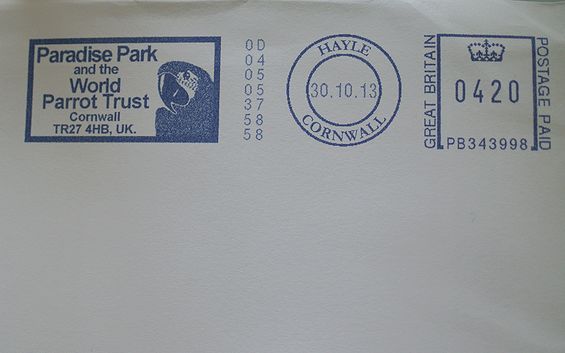 Paradise Park
and the
World
Parrot Trust
Cornwall
TR27 4HB, UK.
0D
04
05
05
37
58
58
HAYLE
30.10.13
CORNWALL
GREAT BRITAIN
0420
PB343998
POSTAGE PAID